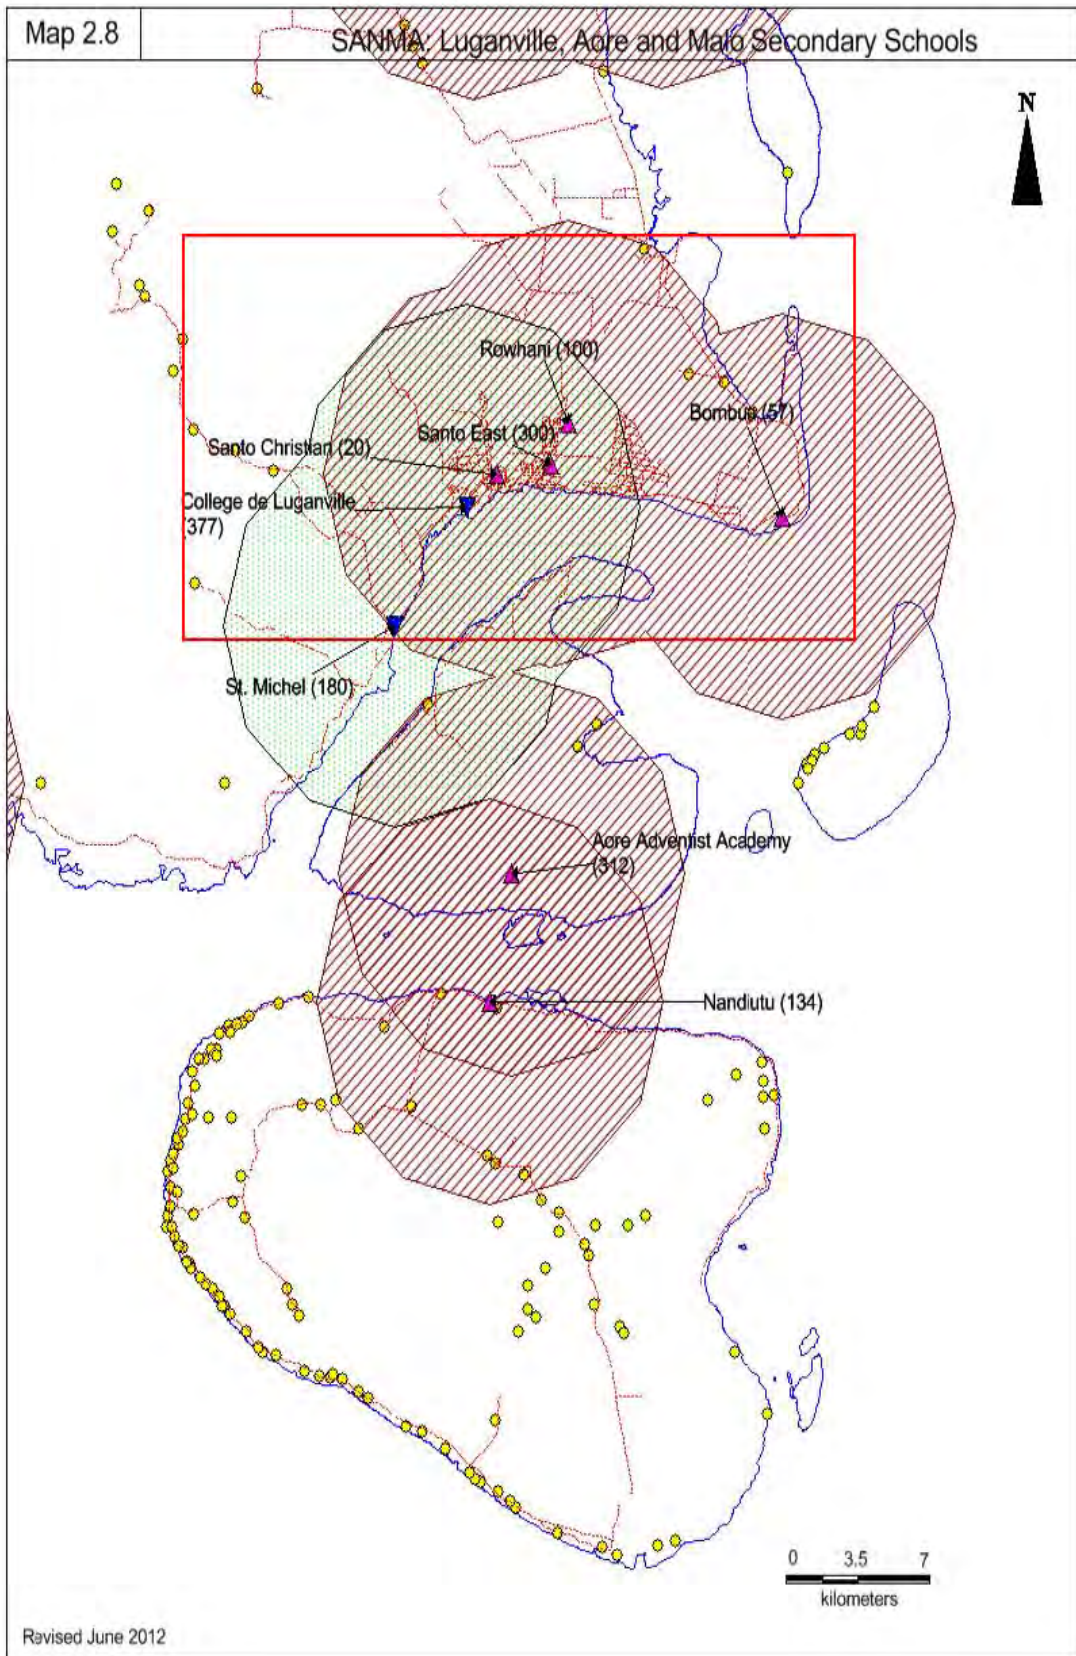 Map 2.8
SANMA: Luganville, Aore and Malo Secondary Schools
N
Rowhani (100)
Bombua (57)
Santo East (300)
Santo Christian (20)
College de Luganville
(377)
St. Michel (180)
Aore Adventist Academy
(312)
Nandiutu (134)
0 3.5 7
kilometers
Revised June 2012